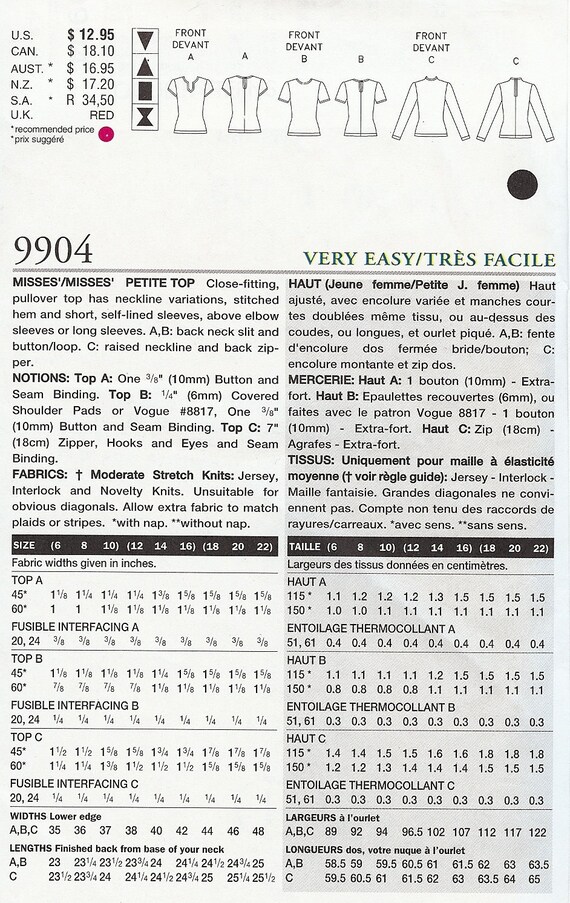 U.S. $ 12.95
CAN. $ 18.10
AUST. * $ 16.95
N.Z. * $ 17.20
S.A. * R 34,50
U.K. RED
*recommended price
*prix suggéré
FRONT
DEVANT
A
A
FRONT
DEVANT
B
B
FRONT
DEVANT
C
C
9904
VERY EASY/TRÈS FACILE
MISSES'/MISSES' PETITE TOP Close-fitting,
pullover top has neckline variations, stitched
hem and short, self-lined sleeves, above elbow
sleeves or long sleeves. A,B: back neck slit and
button/loop. C: raised neckline and back zip-
per.
NOTIONS: Top A: One 3/8" (10mm) Button and
Seam Binding. Top B: 1/4" (6mm) Covered
Shoulder Pads or Vogue #8817, One 3/8"
(10mm) Button and Seam Binding. Top C: 7"
(18cm) Zipper, Hooks and Eyes and Seam
Binding.
FABRICS: † Moderate Stretch Knits: Jersey,
Interlock and Novelty Knits. Unsuitable for
obvious diagonals. Allow extra fabric to match
plaids or stripes. *with nap. **without nap.
SIZE (6 8 10) (12 14 16) (18 20 22)
Fabric widths given in inches.
TOP A
45* 1 1/8 1 1/4 1 1/4 1 1/4 1 3/8 1 5/8 1 5/8 1 5/8 1 5/8
60* 1 1 1 1/8 1 1/8 1 1/8 1 1/8 1 1/8 1 1/8 1 1/8
FUSIBLE INTERFACING A
20, 24 3/8 3/8 3/8 3/8 3/8 3/8 3/8 3/8 3/8
TOP B
45* 1 1/8 1 1/8 1 1/8 1 1/8 1 1/4 1 5/8 1 5/8 1 5/8 1 5/8
60* 7/8 7/8 7/8 7/8 1 1/8 1 1/8 1 1/8 1 1/8 1 1/8
FUSIBLE INTERFACING B
20, 24 1/4 1/4 1/4 1/4 1/4 1/4 1/4 1/4 1/4
TOP C
45* 1 1/2 1 1/2 1 5/8 1 5/8 1 3/4 1 3/4 1 7/8 1 7/8 1 7/8
60* 1 1/4 1 1/4 1 3/8 1 1/2 1 1/2 1 1/2 1 5/8 1 5/8 1 5/8
FUSIBLE INTERFACING C
20, 24 1/4 1/4 1/4 1/4 1/4 1/4 1/4 1/4 1/4
WIDTHS Lower edge
A,B,C 35 36 37 38 40 42 44 46 48
LENGTHS Finished back from base of your neck
A,B 23 23 1/4 23 1/2 23 3/4 24 24 1/4 24 1/2 24 3/4 25
C 23 1/2 23 3/4 24 24 1/4 24 1/2 24 3/4 25 25 1/4 25 1/2
HAUT (Jeune femme/Petite J. femme) Haut
ajusté, avec encolure variée et manches cour-
tes doublées même tissu, ou au-dessus des
coudes, ou longues, et ourlet piqué. A,B: fente
d'encolure dos fermée bride/bouton; C:
encolure montante et zip dos.
MERCERIE: Haut A: 1 bouton (10mm) - Extra-
fort. Haut B: Epaulettes recouvertes (6mm), ou
faites avec le patron Vogue 8817 - 1 bouton
(10mm) - Extra-fort. Haut C: Zip (18cm) -
Agrafes - Extra-fort.
TISSUS: Uniquement pour maille à élasticité
moyenne († voir règle guide): Jersey - Interlock -
Maille fantaisie. Grandes diagonales ne convi-
ennent pas. Compte non tenu des raccords de
rayures/carreaux. *avec sens. **sans sens.
TAILLE (6 8 10) (12 14 16) (18 20 22)
Largeurs des tissus données en centimètres.
HAUT A
115 * 1.1 1.2 1.2 1.2 1.3 1.5 1.5 1.5 1.5
150 * 1.0 1.0 1.1 1.1 1.1 1.1 1.1 1.1 1.1
ENTOILAGE THERMOCOLLANT A
51, 61 0.4 0.4 0.4 0.4 0.4 0.4 0.4 0.4 0.4
HAUT B
115 * 1.1 1.1 1.1 1.1 1.2 1.5 1.5 1.5 1.5
150 * 0.8 0.8 0.8 0.8 1.1 1.1 1.1 1.1 1.1
ENTOILAGE THERMOCOLLANT B
51, 61 0.3 0.3 0.3 0.3 0.3 0.3 0.3 0.3 0.3
HAUT C
115 * 1.4 1.4 1.5 1.5 1.6 1.6 1.8 1.8 1.8
150 * 1.2 1.2 1.3 1.4 1.4 1.4 1.5 1.5 1.5
ENTOILAGE THERMOCOLLANT C
51, 61 0.3 0.3 0.3 0.3 0.3 0.3 0.3 0.3 0.3
LARGEURS à l'ourlet
A,B,C 89 92 94 96.5 102 107 112 117 122
LONGUEURS dos, votre nuque à l'ourlet
A,B 58.5 59 59.5 60.5 61 61.5 62 63 63.5
C 59.5 60.5 61 61.5 62 63 63.5 64 65